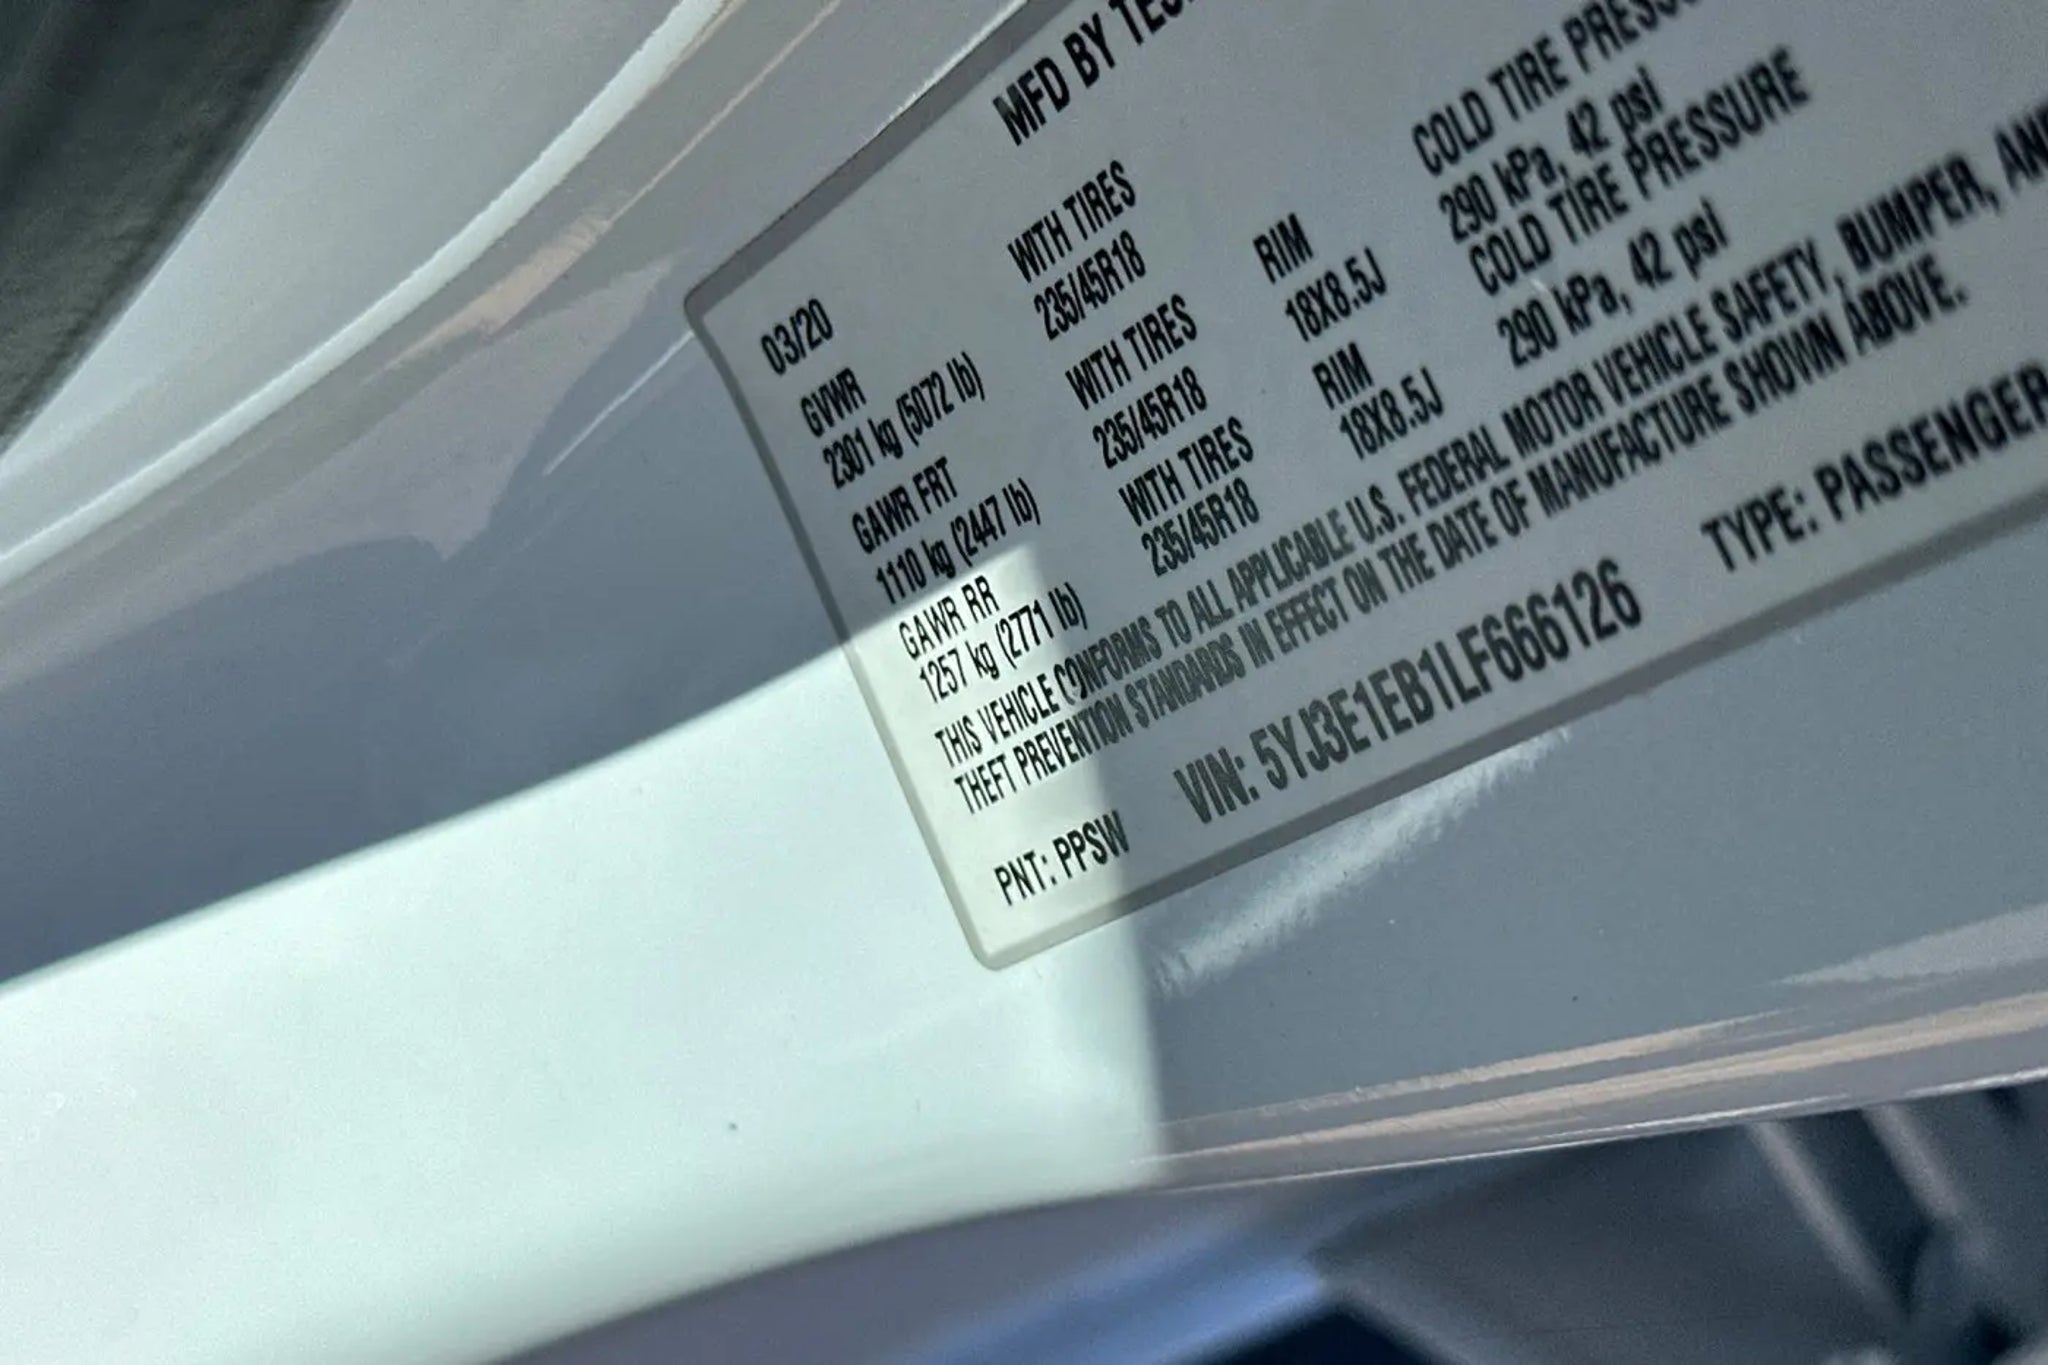 MFD BY TES
03/20
GVWR
2301 kg (5072 lb)
GAWR FRT
1110 kg (2447 lb)
GAWR RR
1257 kg (2771 lb)
WITH TIRES
235/45R18
WITH TIRES
235/45R18
WITH TIRES
235/45R18
RIM
18X8.5J
RIM
18X8.5J
COLD TIRE PRESSU
290 kPa, 42 psi
COLD TIRE PRESSURE
290 kPa, 42 psi
THIS VEHICLE CONFORMS TO ALL APPLICABLE U.S. FEDERAL MOTOR VEHICLE SAFETY, BUMPER, AND
THEFT PREVENTION STANDARDS IN EFFECT ON THE DATE OF MANUFACTURE SHOWN ABOVE.
PNT: PPSW VIN: 5YJ3E1EB1LF666126 TYPE: PASSENGER